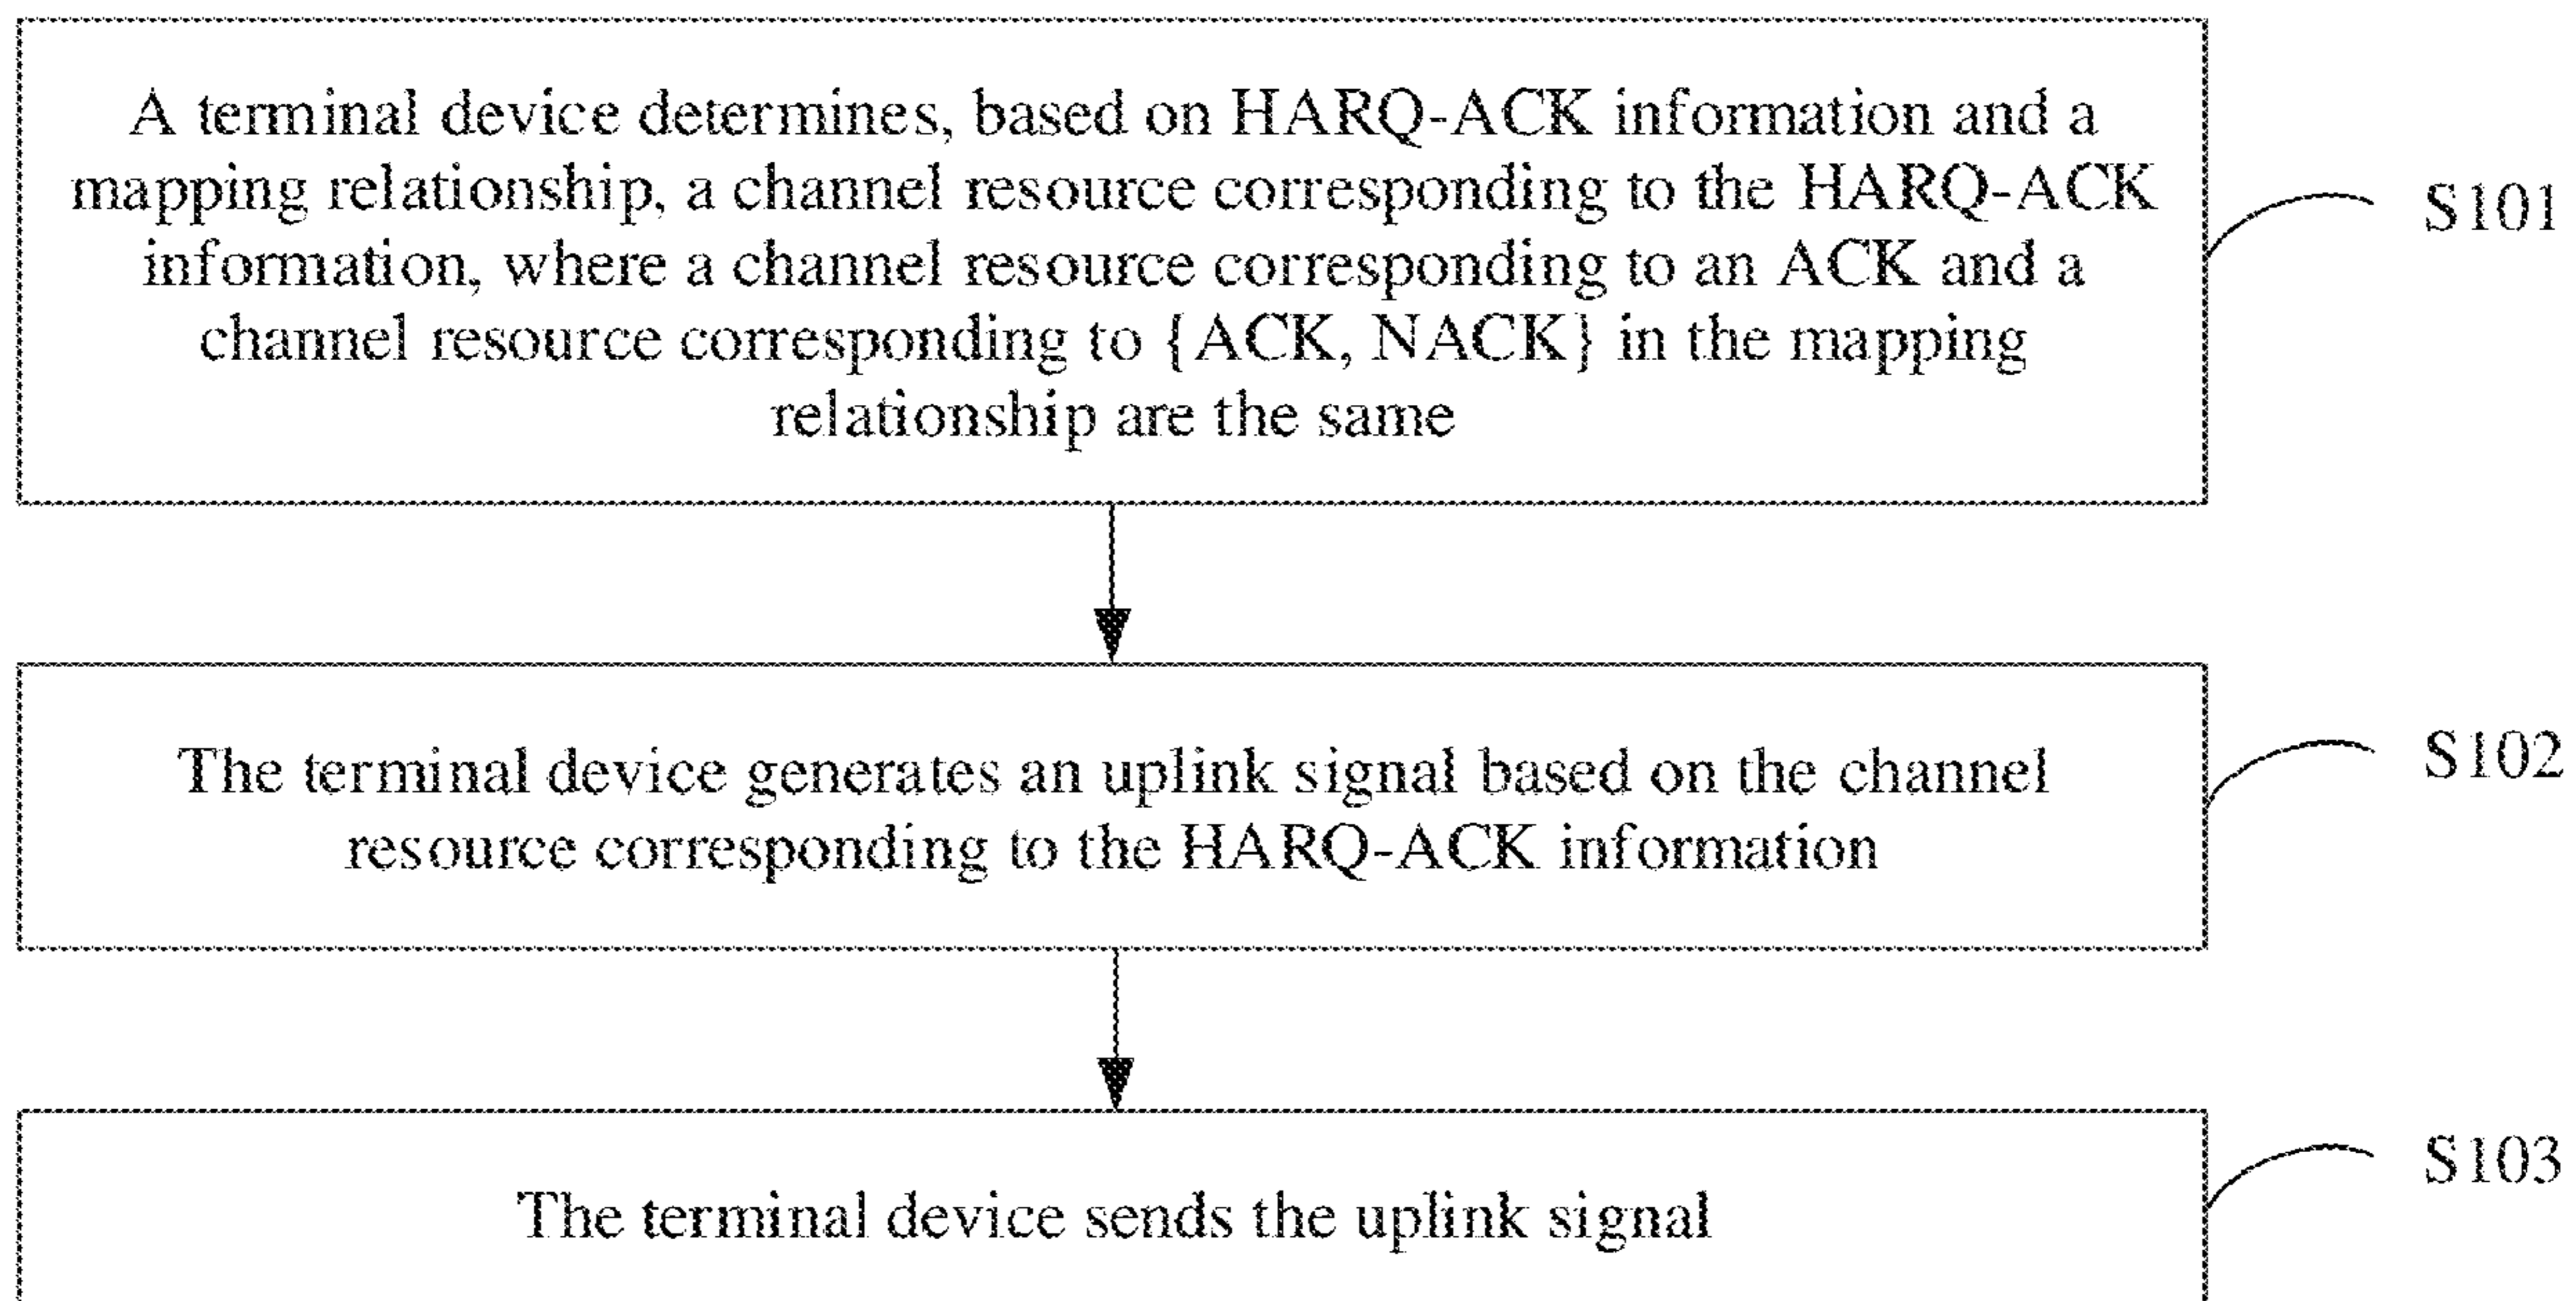 A terminal device determines, based on HARQ-ACK information and a
mapping relationship, a channel resource corresponding to the HARQ-ACK
information, where a channel resource corresponding to an ACK and a
channel resource corresponding to {ACK, NACK} in the mapping
relationship are the same
S101
The terminal device generates an uplink signal based on the channel
resource corresponding to the HARQ-ACK information
S102
The terminal device sends the uplink signal
S103